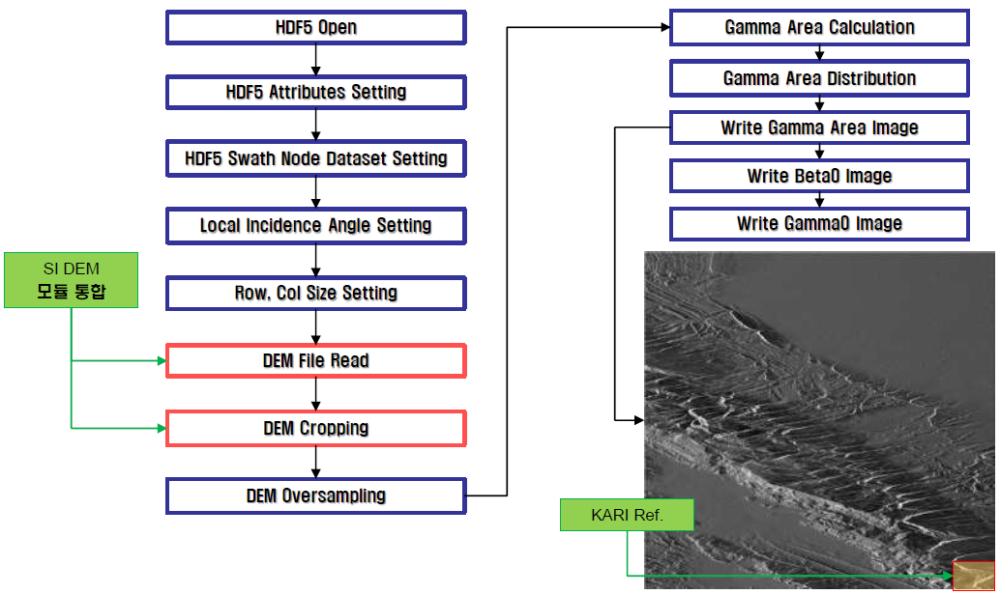 HDF5 Open
HDF5 Attributes Setting
HDF5 Swath Node Dataset Setting
Local Incidence Angle Setting
Row, Col Size Setting
SI DEM
모듈 통합
DEM File Read
DEM Cropping
DEM Oversampling
Gamma Area Calculation
Gamma Area Distribution
Write Gamma Area Image
Write Beta0 Image
Write Gamma0 Image
KARI Ref.